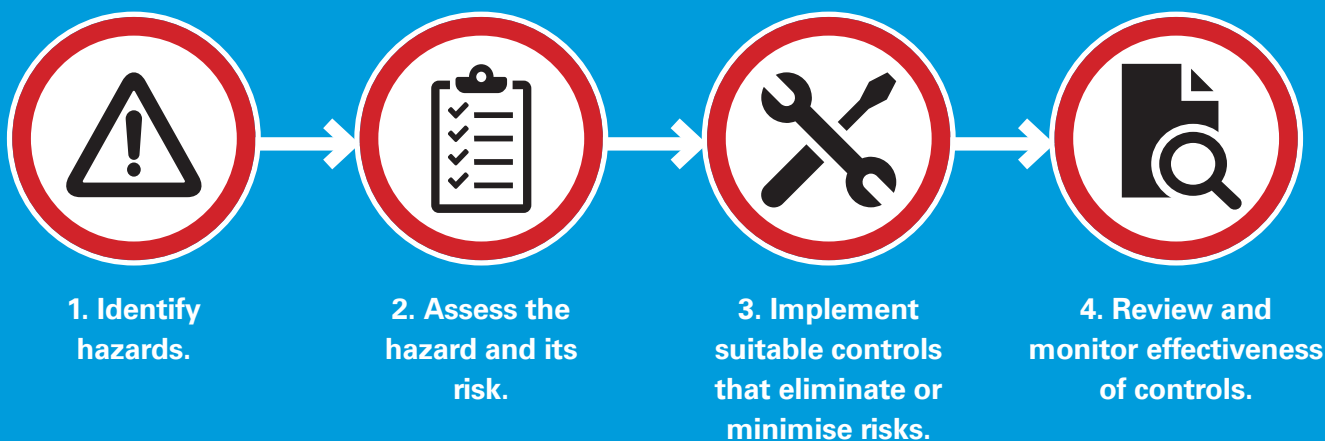 1. Identify
hazards.
2. Assess the
hazard and its
risk.
3. Implement
suitable controls
that eliminate or
minimise risks.
4. Review and
monitor effectiveness
of controls.